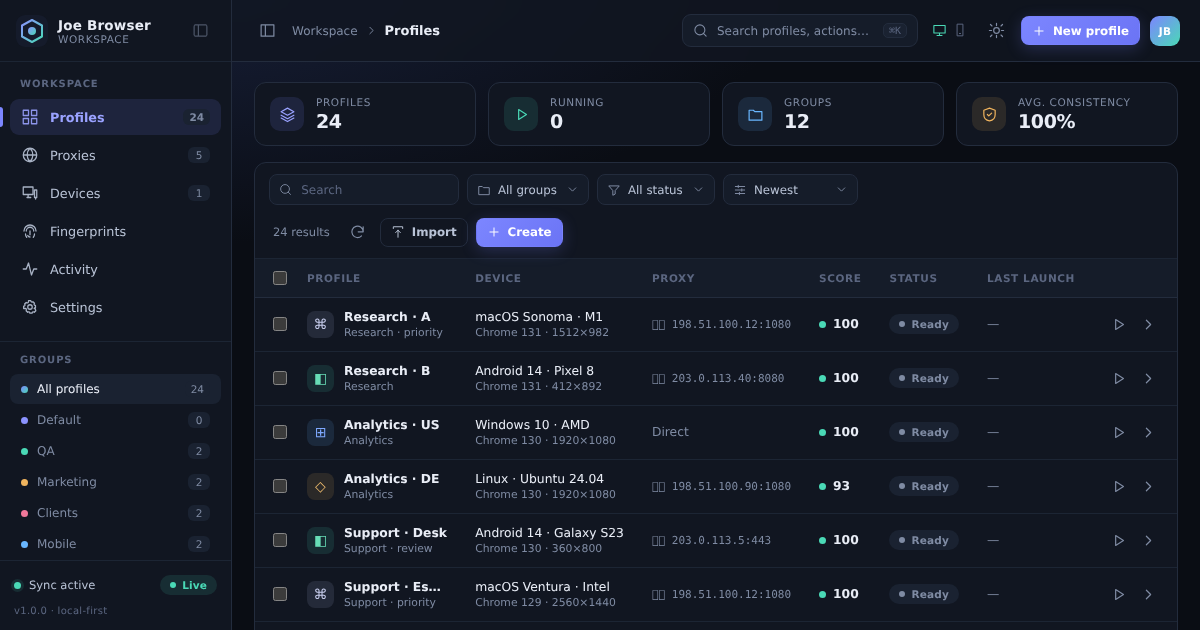 Joe Browser
WORKSPACE
Workspace
Profiles
Search profiles, actions...
⌘K
New profile
JB
WORKSPACE
Profiles 24
Proxies 5
Devices 1
Fingerprints
Activity
Settings
GROUPS
All profiles 24
Default 0
QA 2
Marketing 2
Clients 2
Mobile 2
Sync active
Live
v1.0.0 · local-first
PROFILES
24
RUNNING
0
GROUPS
12
AVG. CONSISTENCY
100%
Search
All groups
All status
Newest
24 results
Import
Create
PROFILE DEVICE PROXY SCORE STATUS LAST LAUNCH
Research · A macOS Sonoma · M1 198.51.100.12:1080 100 Ready —
Research · priority Chrome 131 · 1512×982
Research · B Android 14 · Pixel 8 203.0.113.40:8080 100 Ready —
Research Chrome 131 · 412×892
Analytics · US Windows 10 · AMD Direct 100 Ready —
Analytics Chrome 130 · 1920×1080
Analytics · DE Linux · Ubuntu 24.04 198.51.100.90:1080 93 Ready —
Analytics Chrome 130 · 1920×1080
Support · Desk Android 14 · Galaxy S23 203.0.113.5:443 100 Ready —
Support · review Chrome 130 · 360×800
Support · Es... macOS Ventura · Intel 198.51.100.12:1080 100 Ready —
Support · priority Chrome 129 · 2560×1440